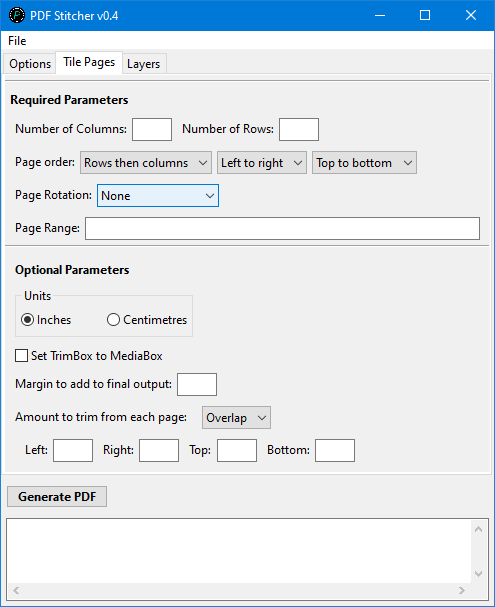 PDF Stitcher v0.4
File
Options Tile Pages Layers
Required Parameters
Number of Columns: Number of Rows:
Page order: Rows then columns Left to right Top to bottom
Page Rotation: None
Page Range:
Optional Parameters
Units
Inches Centimetres
Set TrimBox to MediaBox
Margin to add to final output:
Amount to trim from each page: Overlap
Left: Right: Top: Bottom:
Generate PDF